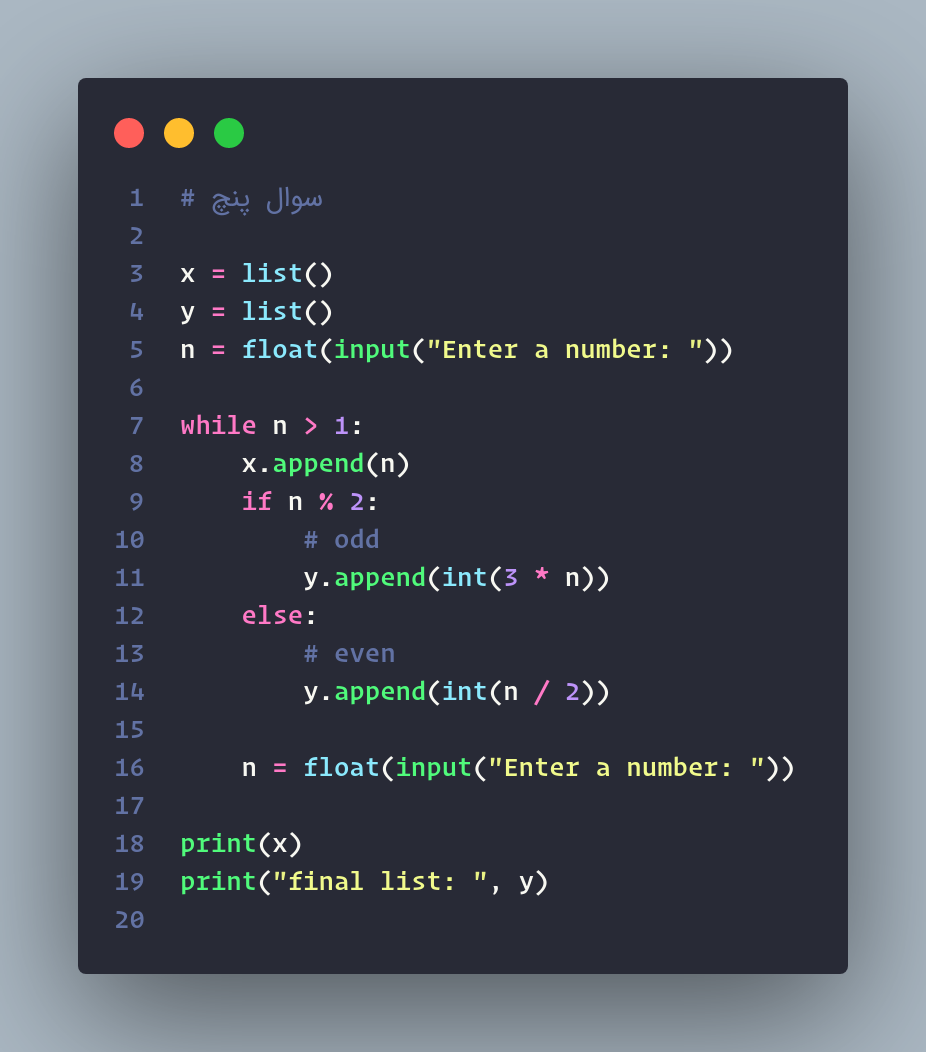 1 # سوال پنچ
2
3 x = list()
4 y = list()
5 n = float(input("Enter a number: "))
6
7 while n > 1:
8     x.append(n)
9     if n % 2:
10         # odd
11         y.append(int(3 * n))
12     else:
13         # even
14         y.append(int(n / 2))
15
16     n = float(input("Enter a number: "))
17
18 print(x)
19 print("final list: ", y)
20